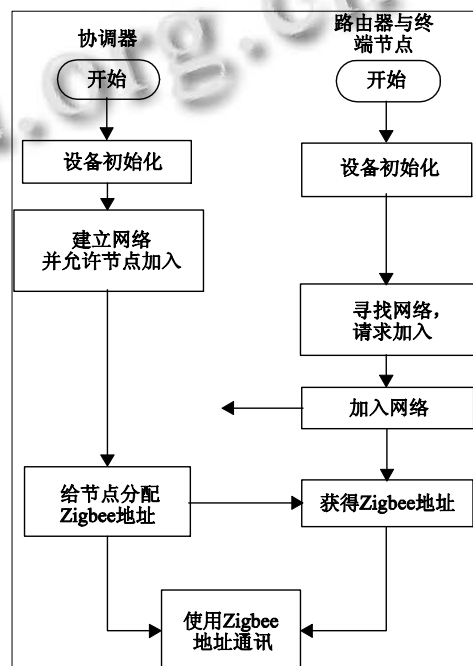 协调器
开始
设备初始化
建立网络
并允许节点加入
给节点分配
Zigbee地址
路由器与终
端节点
开始
设备初始化
寻找网络，
请求加入
加入网络
获得Zigbee地址
使用Zigbee
地址通讯
.org.